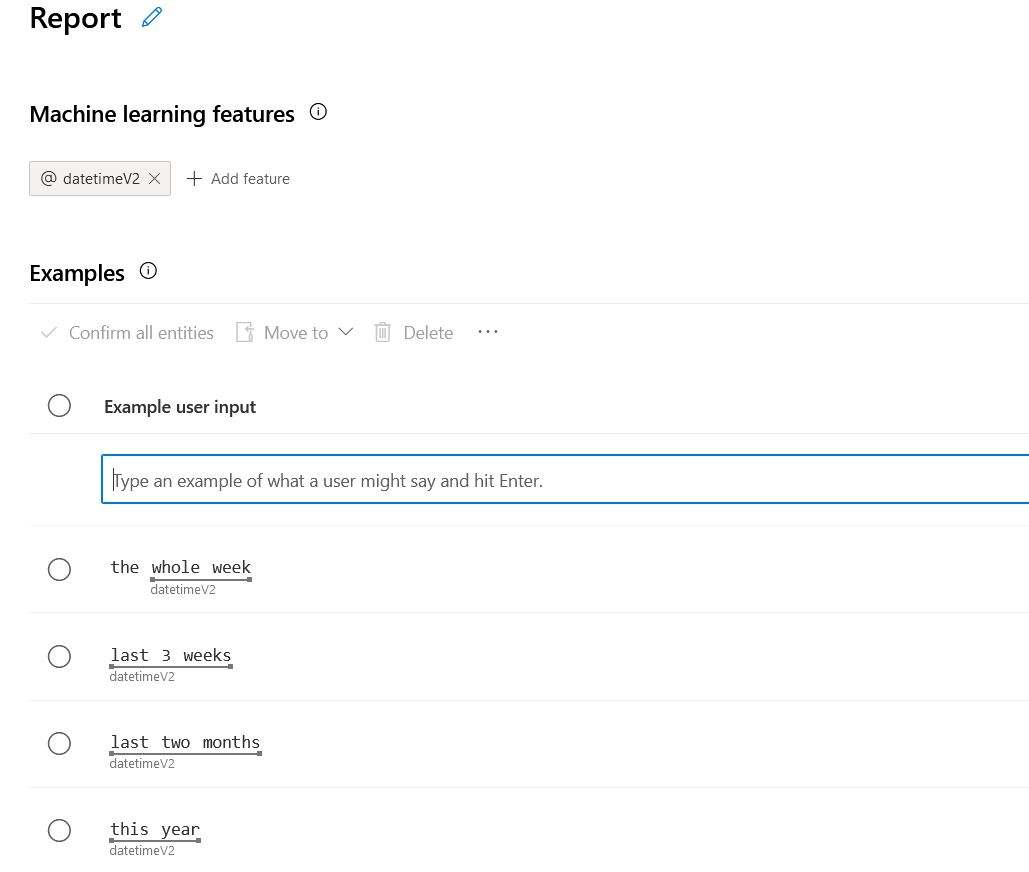 Report
Machine learning features
@ datetimeV2 × + Add feature
Examples
Confirm all entities Move to Delete ...
Example user input
Type an example of what a user might say and hit Enter.
the whole week
datetimeV2
last 3 weeks
datetimeV2
last two months
datetimeV2
this year
datetimeV2